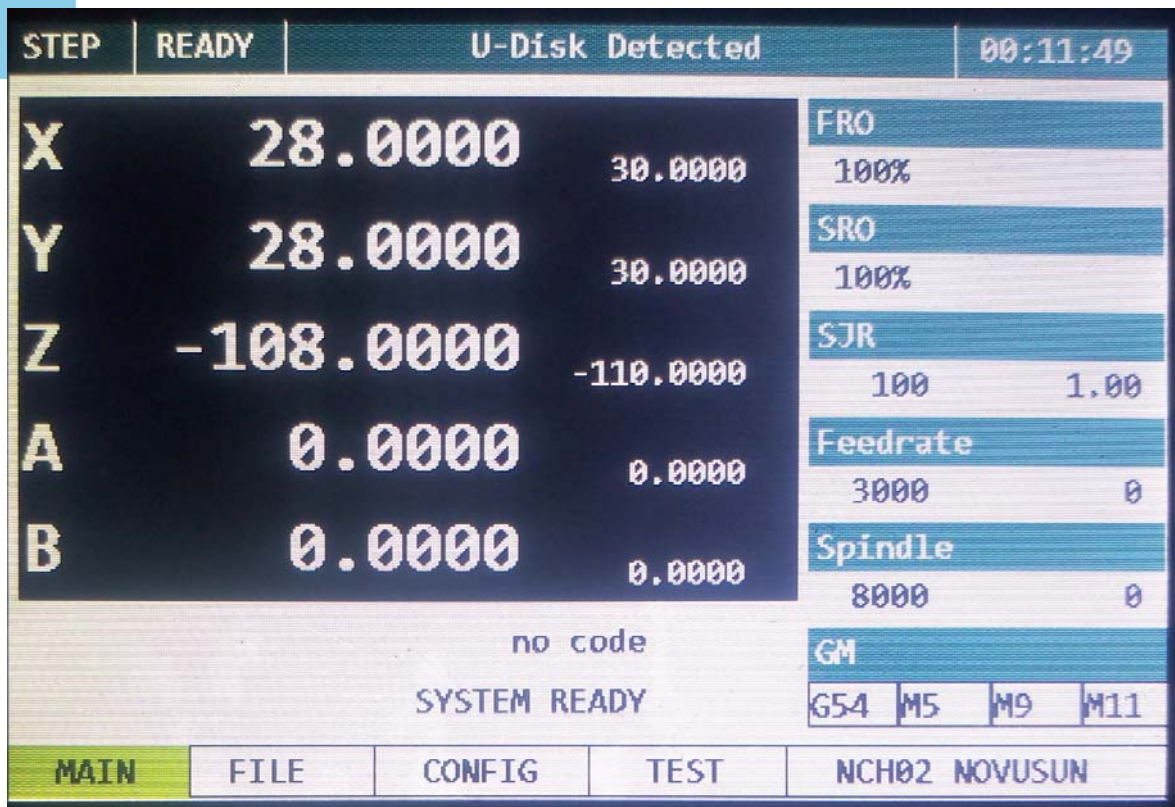 STEP READY U-Disk Detected 00:11:49
X 28.0000 30.0000
Y 28.0000 30.0000
Z -108.0000 -110.0000
A 0.0000 0.0000
B 0.0000 0.0000
no code
SYSTEM READY
FRO
100%
SRO
100%
SJR
100 1.00
Feedrate
3000 0
Spindle
8000 0
GM
G54 M5 M9 M11
MAIN FILE CONFIG TEST NCH02 NOVUSUN